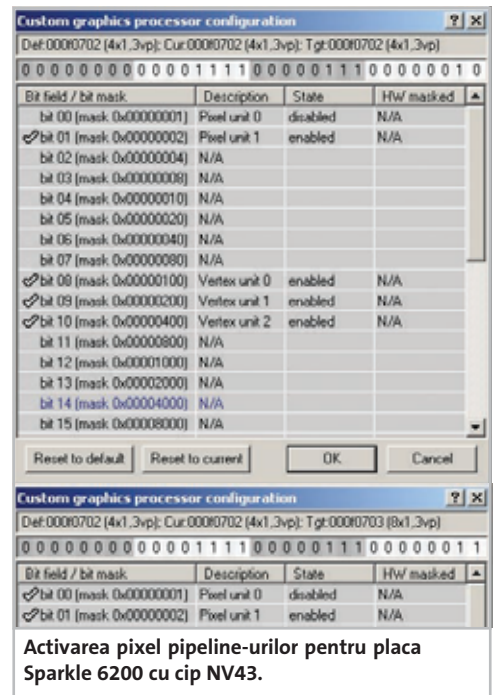 Custom graphics processor configuration
Def:000f0702 (4x1,3vp); Cur:000f0702 (4x1,3vp); Tgt:000f0702 (4x1,3vp)
0 0 0 0 0 0 0 0 0 0 0 0 1 1 1 1 0 0 0 0 0 1 1 1 0 0 0 0 0 0 1 0
Bit field / bit mask Description State HW masked
bit 00 (mask 0x00000001) Pixel unit 0 disabled N/A
bit 01 (mask 0x00000002) Pixel unit 1 enabled N/A
bit 02 (mask 0x00000004) N/A
bit 03 (mask 0x00000008) N/A
bit 04 (mask 0x00000010) N/A
bit 05 (mask 0x00000020) N/A
bit 06 (mask 0x00000040) N/A
bit 07 (mask 0x00000080) N/A
bit 08 (mask 0x00000100) Vertex unit 0 enabled N/A
bit 09 (mask 0x00000200) Vertex unit 1 enabled N/A
bit 10 (mask 0x00000400) Vertex unit 2 enabled N/A
bit 11 (mask 0x00000800) N/A
bit 12 (mask 0x00001000) N/A
bit 13 (mask 0x00002000) N/A
bit 14 (mask 0x00004000) N/A
bit 15 (mask 0x00008000) N/A
Reset to default Reset to current OK Cancel
Custom graphics processor configuration
Def:000f0702 (4x1,3vp); Cur:000f0702 (4x1,3vp); Tgt:000f0703 (8x1,3vp)
0 0 0 0 0 0 0 0 0 0 0 0 1 1 1 1 0 0 0 0 0 1 1 1 0 0 0 0 0 0 1 1
Bit field / bit mask Description State HW masked
bit 00 (mask 0x00000001) Pixel unit 0 disabled N/A
bit 01 (mask 0x00000002) Pixel unit 1 enabled N/A
Activarea pixel pipeline-urilor pentru placa
Sparkle 6200 cu cip NV43.